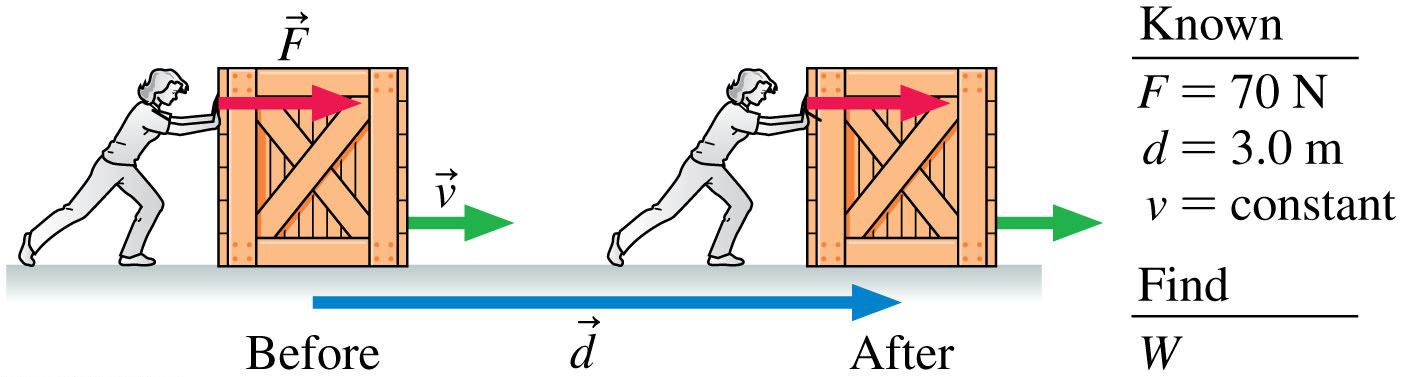 F⃗
v⃗
d⃗
Before
After
Known
F = 70 N
d = 3.0 m
v = constant
Find
W